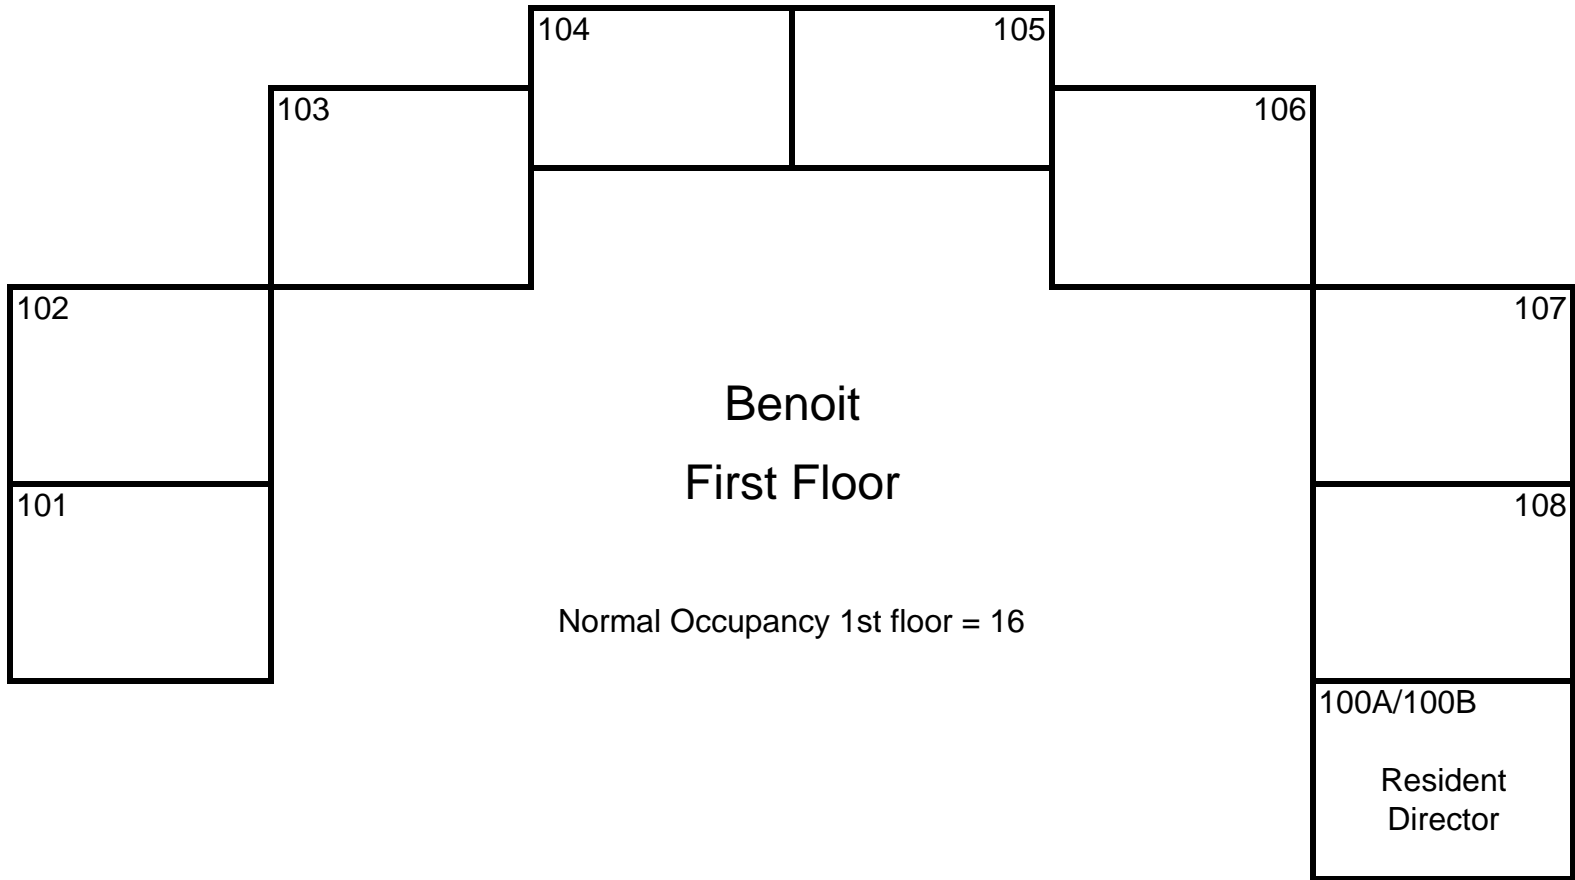 104
105
103
106
102
107
Benoit
First Floor
101
108
Normal Occupancy 1st floor = 16
100A/100B
Resident
Director